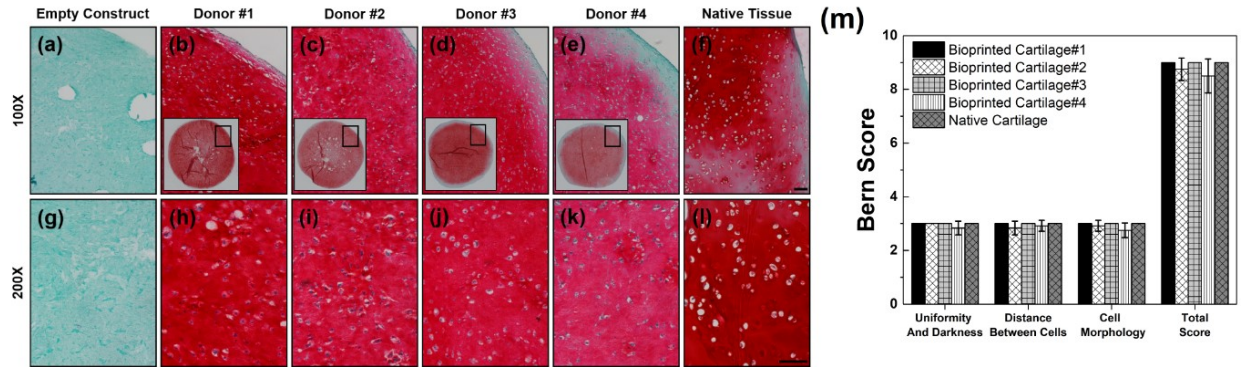 Empty Construct Donor #1 Donor #2 Donor #3 Donor #4 Native Tissue
100X
(a) (b) (c) (d) (e) (f)
200X
(g) (h) (i) (j) (k) (l)
(m)
Bern Score
10
8
6
4
2
0
Bioprinted Cartilage#1
Bioprinted Cartilage#2
Bioprinted Cartilage#3
Bioprinted Cartilage#4
Native Cartilage
Uniformity Distance Cell Total
And Darkness Between Cells Morphology Score